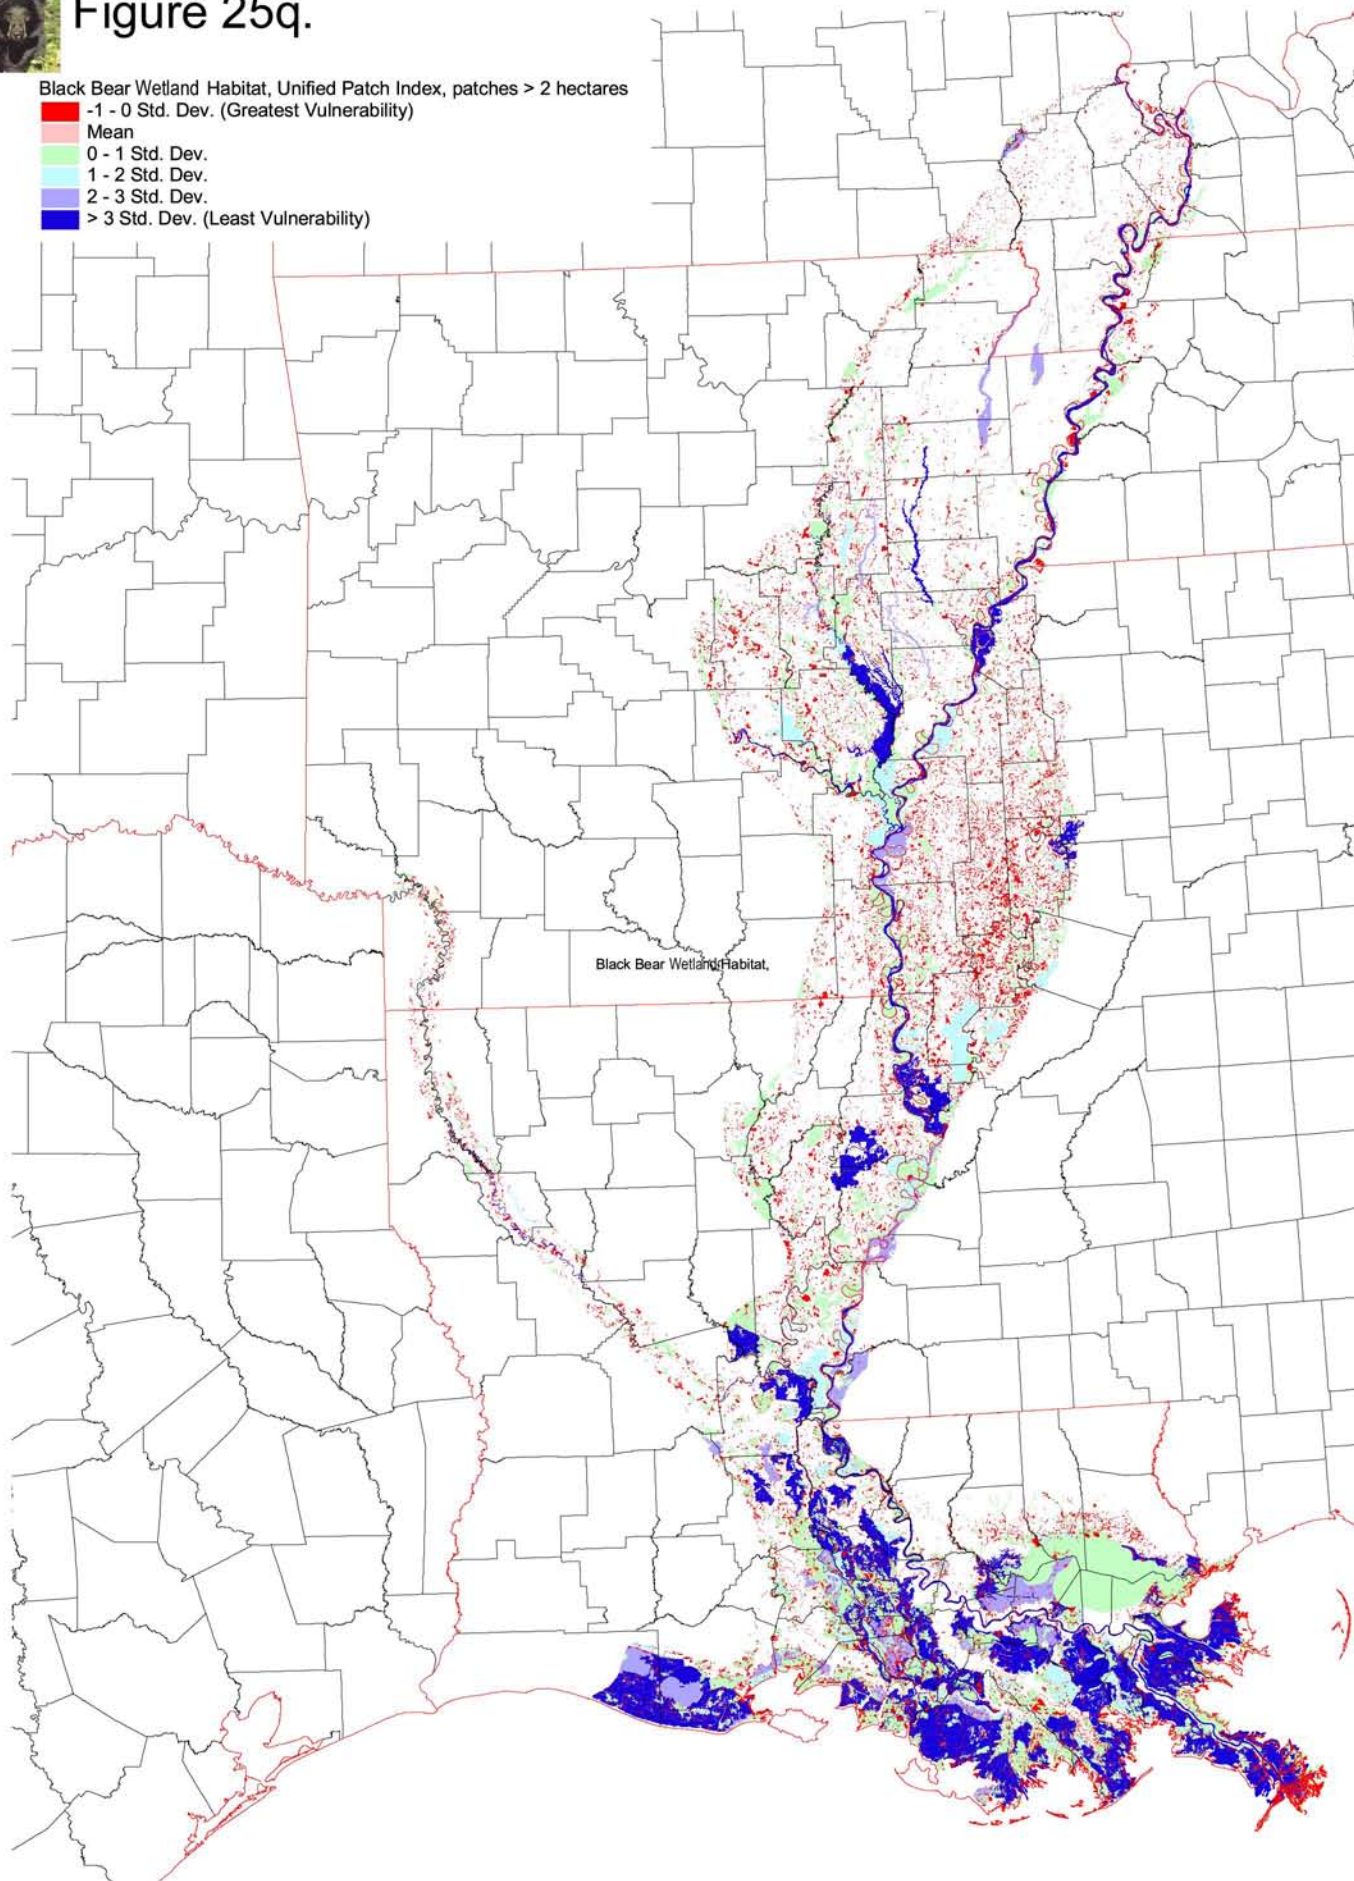 Figure 25q.
Black Bear Wetland Habitat, Unified Patch Index, patches > 2 hectares
-1 - 0 Std. Dev. (Greatest Vulnerability)
Mean
0 - 1 Std. Dev.
1 - 2 Std. Dev.
2 - 3 Std. Dev.
> 3 Std. Dev. (Least Vulnerability)
Black Bear Wetland Habitat,